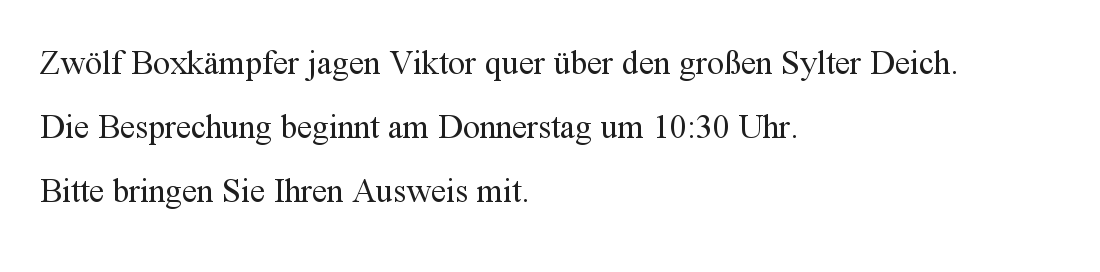 Zwölf Boxkämpfer jagen Viktor quer über den großen Sylter Deich.
Die Besprechung beginnt am Donnerstag um 10:30 Uhr.
Bitte bringen Sie Ihren Ausweis mit.